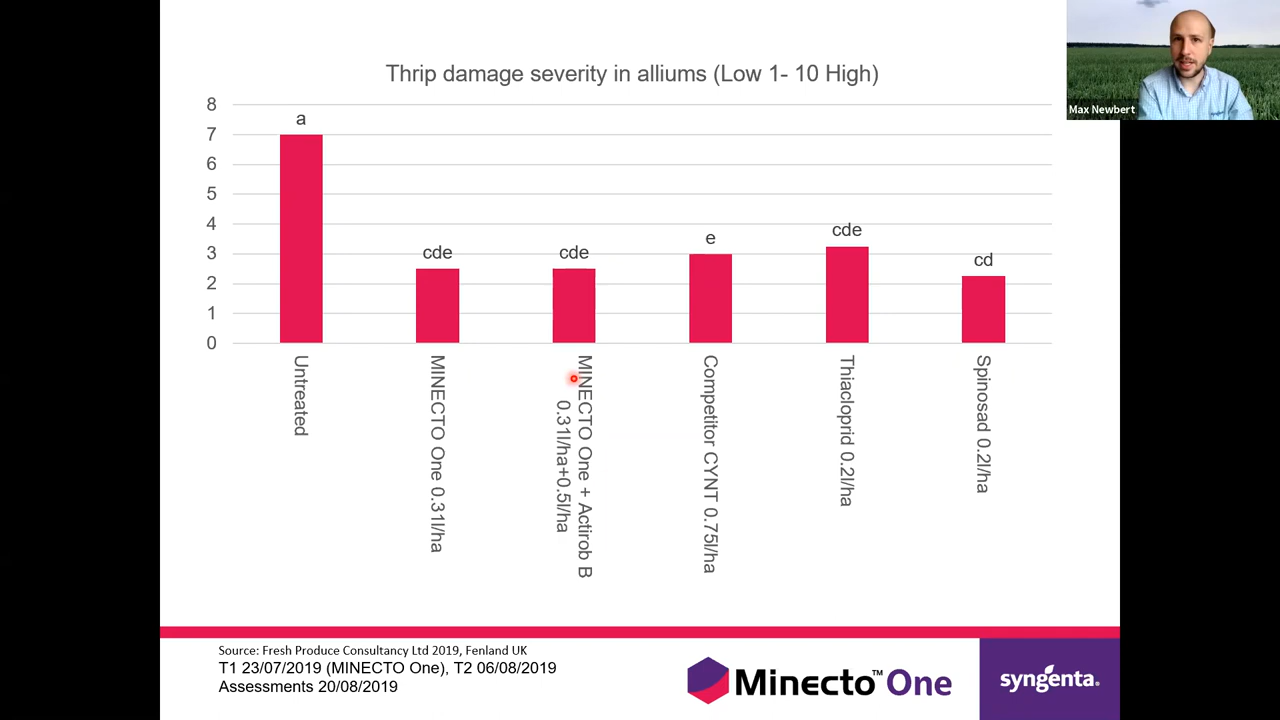 Thrip damage severity in alliums (Low 1- 10 High)
8
7
6
5
4
3
2
1
0
a
cde
cde
e
cde
cd
Untreated
MINECTO One 0.31l/ha
MINECTO One + Actirob B
0.31l/ha+0.5l/ha
Competitor CYNT 0.75l/ha
Thiacloprid 0.2l/ha
Spinosad 0.2l/ha
Source: Fresh Produce Consultancy Ltd 2019, Fenland UK
T1 23/07/2019 (MINECTO One), T2 06/08/2019
Assessments 20/08/2019
Minecto™ One
syngenta.
Max Newbert